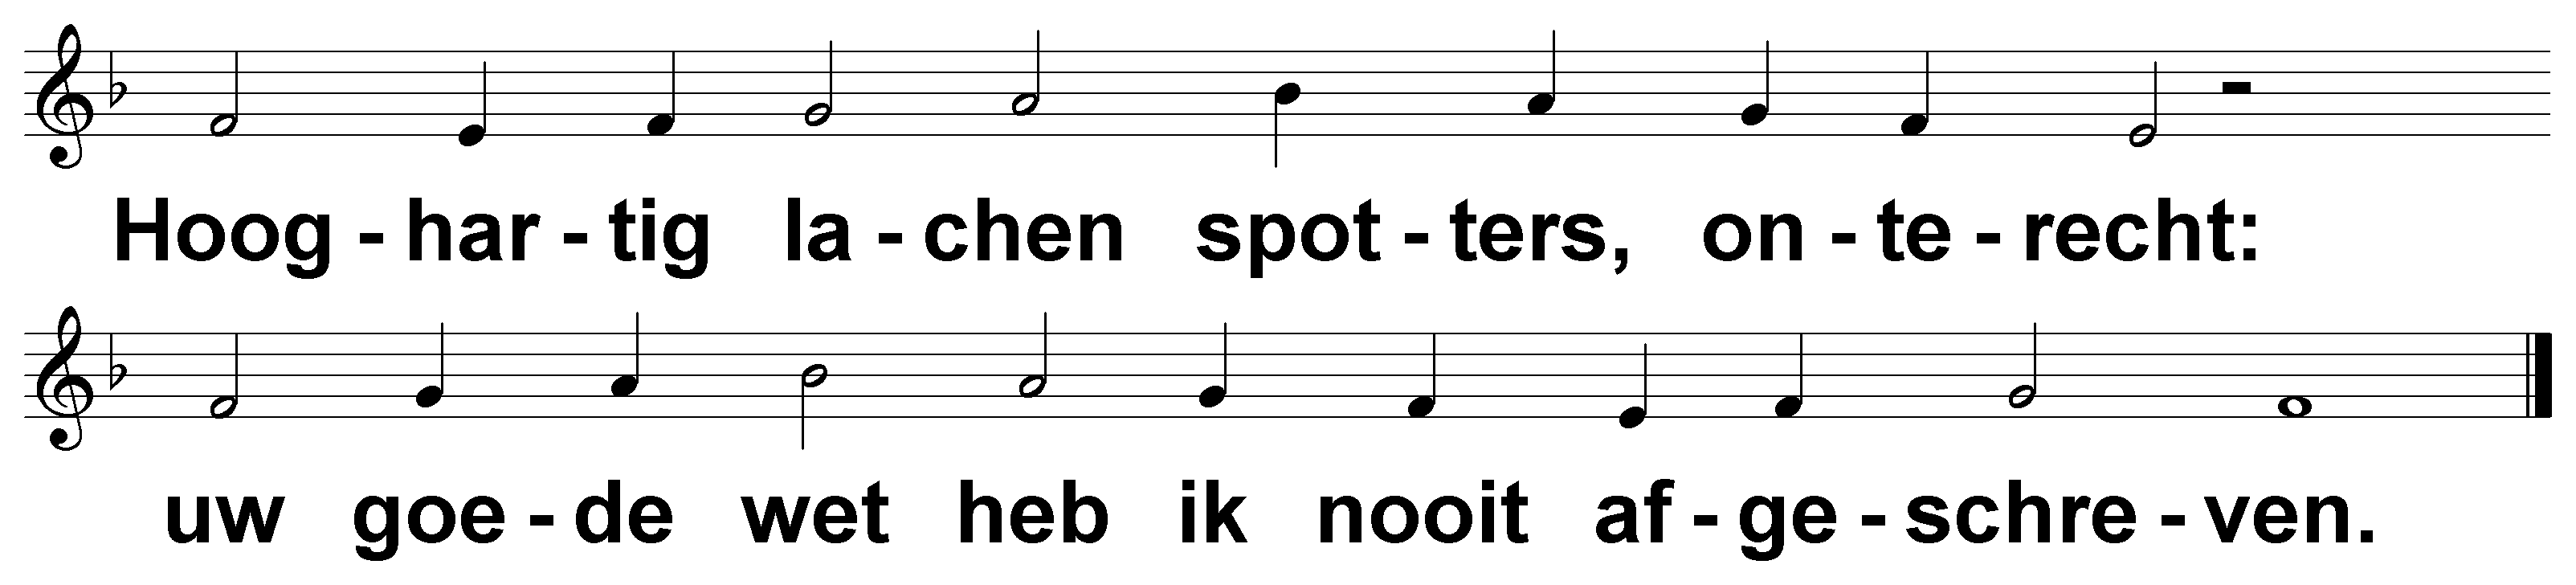 Hoog - har - tig la - chen spot - ters, on - te - recht:
uw goe - de wet heb ik nooit af - ge - schre - ven.